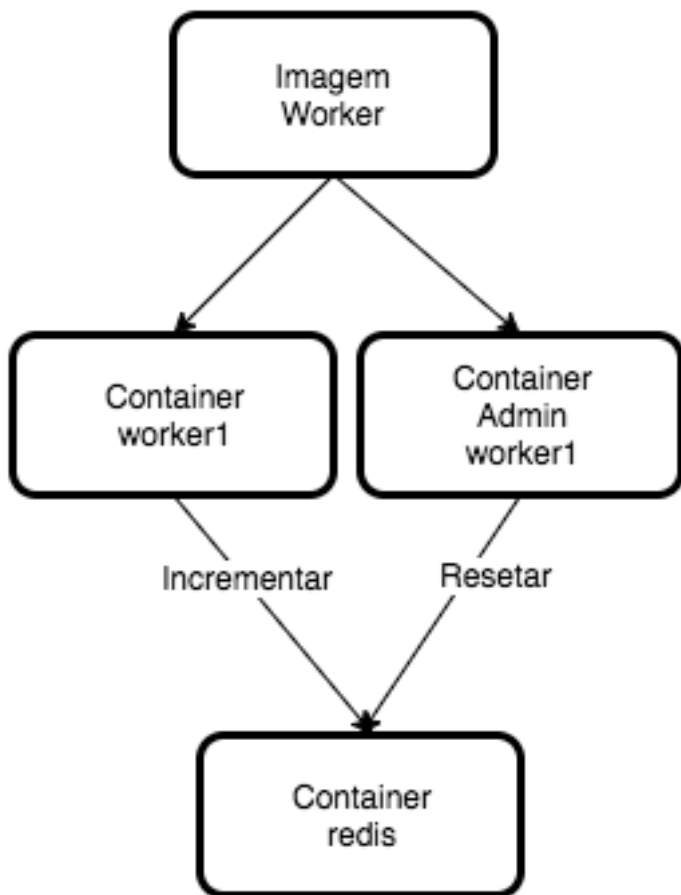 Imagem
Worker
Container
worker1
Container
Admin
worker1
Incrementar
Resetar
Container
redis